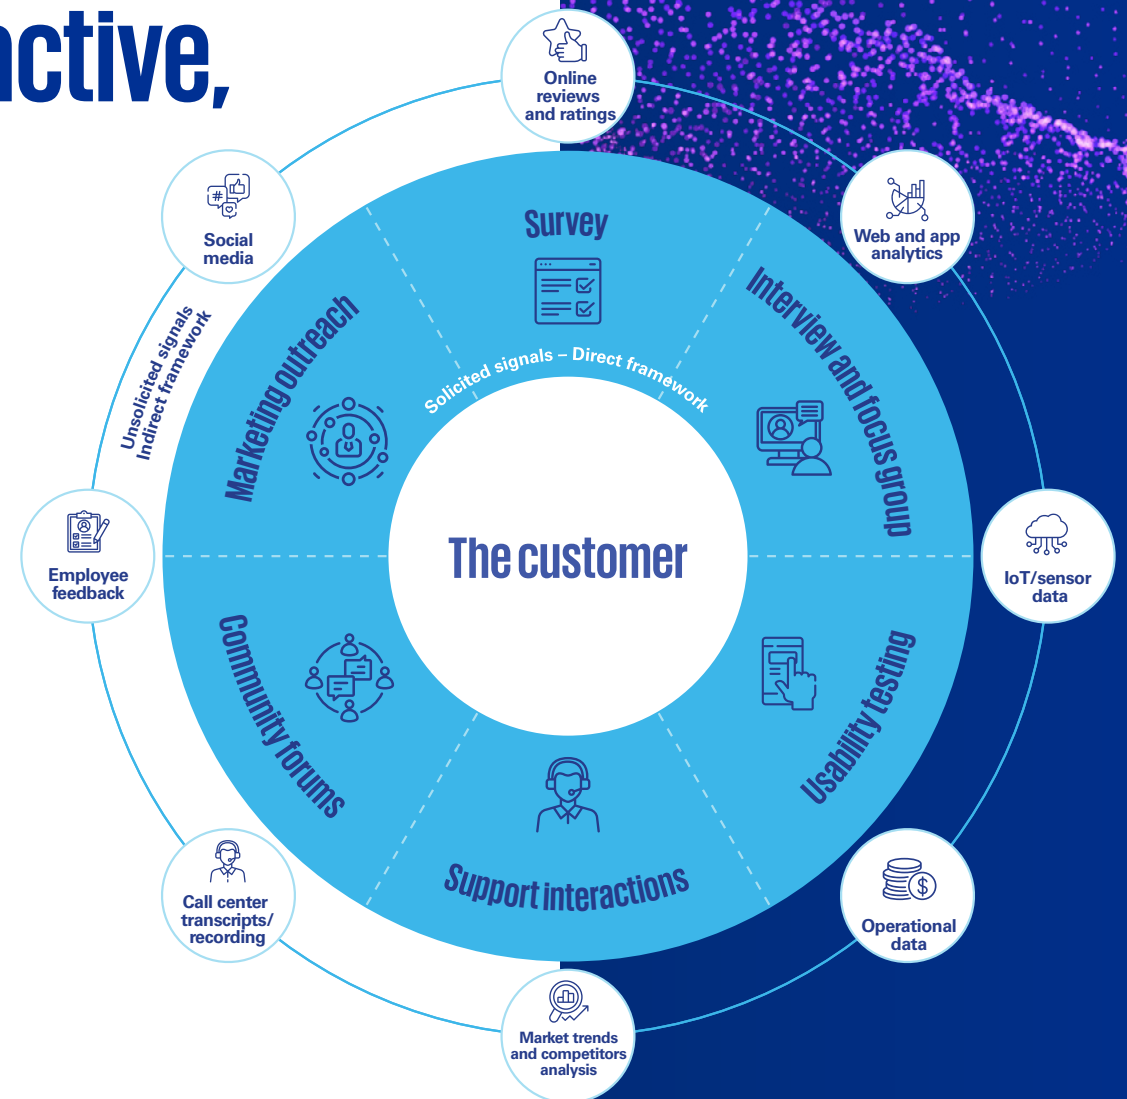 active,
Online
reviews
and ratings
Social
media
#
Web and app
analytics
Survey
Marketing outreach
Interview and focus group
Unsolicited signals
Indirect framework
Solicited signals – Direct framework
The customer
Employee
feedback
IoT/sensor
data
Community forums
Usability testing
Support interactions
Call center
transcripts/
recording
$
Operational
data
Market trends
and competitors
analysis